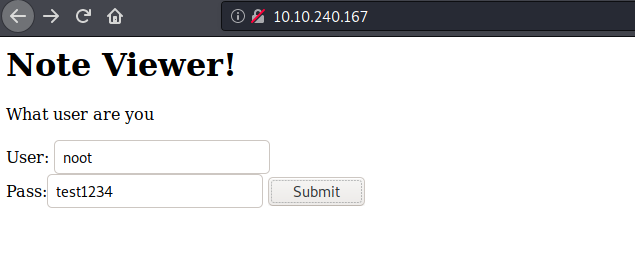 10.10.240.167
Note Viewer!
What user are you
User: noot
Pass: test1234 Submit